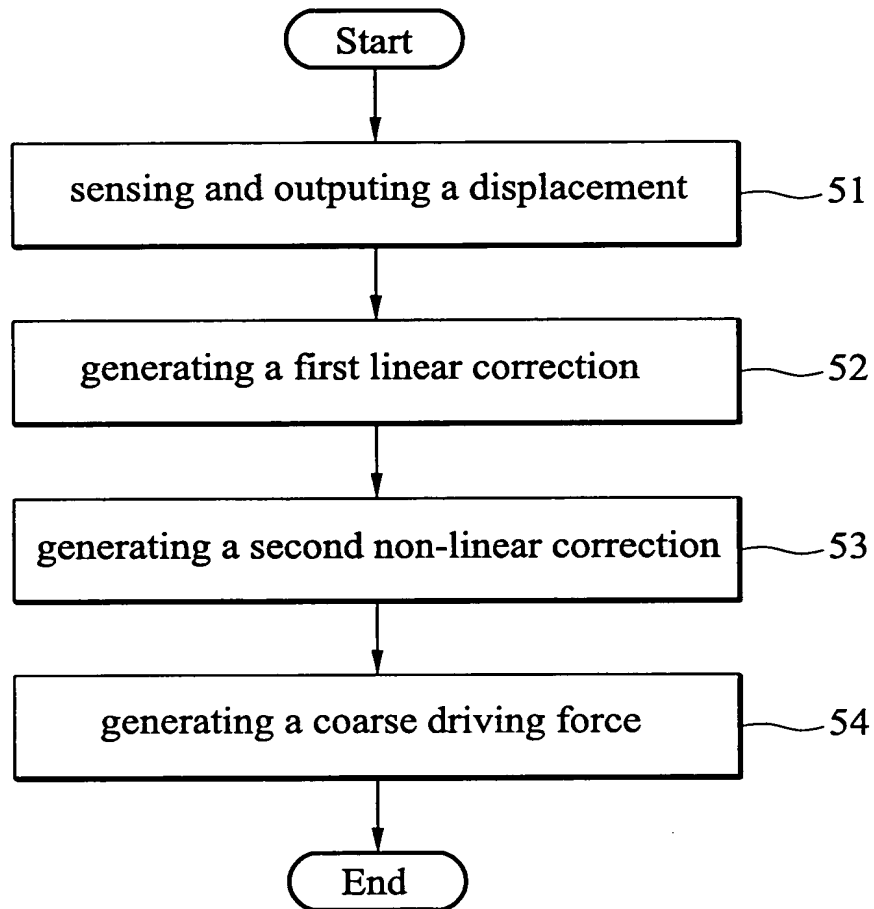 Start
sensing and outputing a displacement
51
generating a first linear correction
52
generating a second non-linear correction
53
generating a coarse driving force
54
End